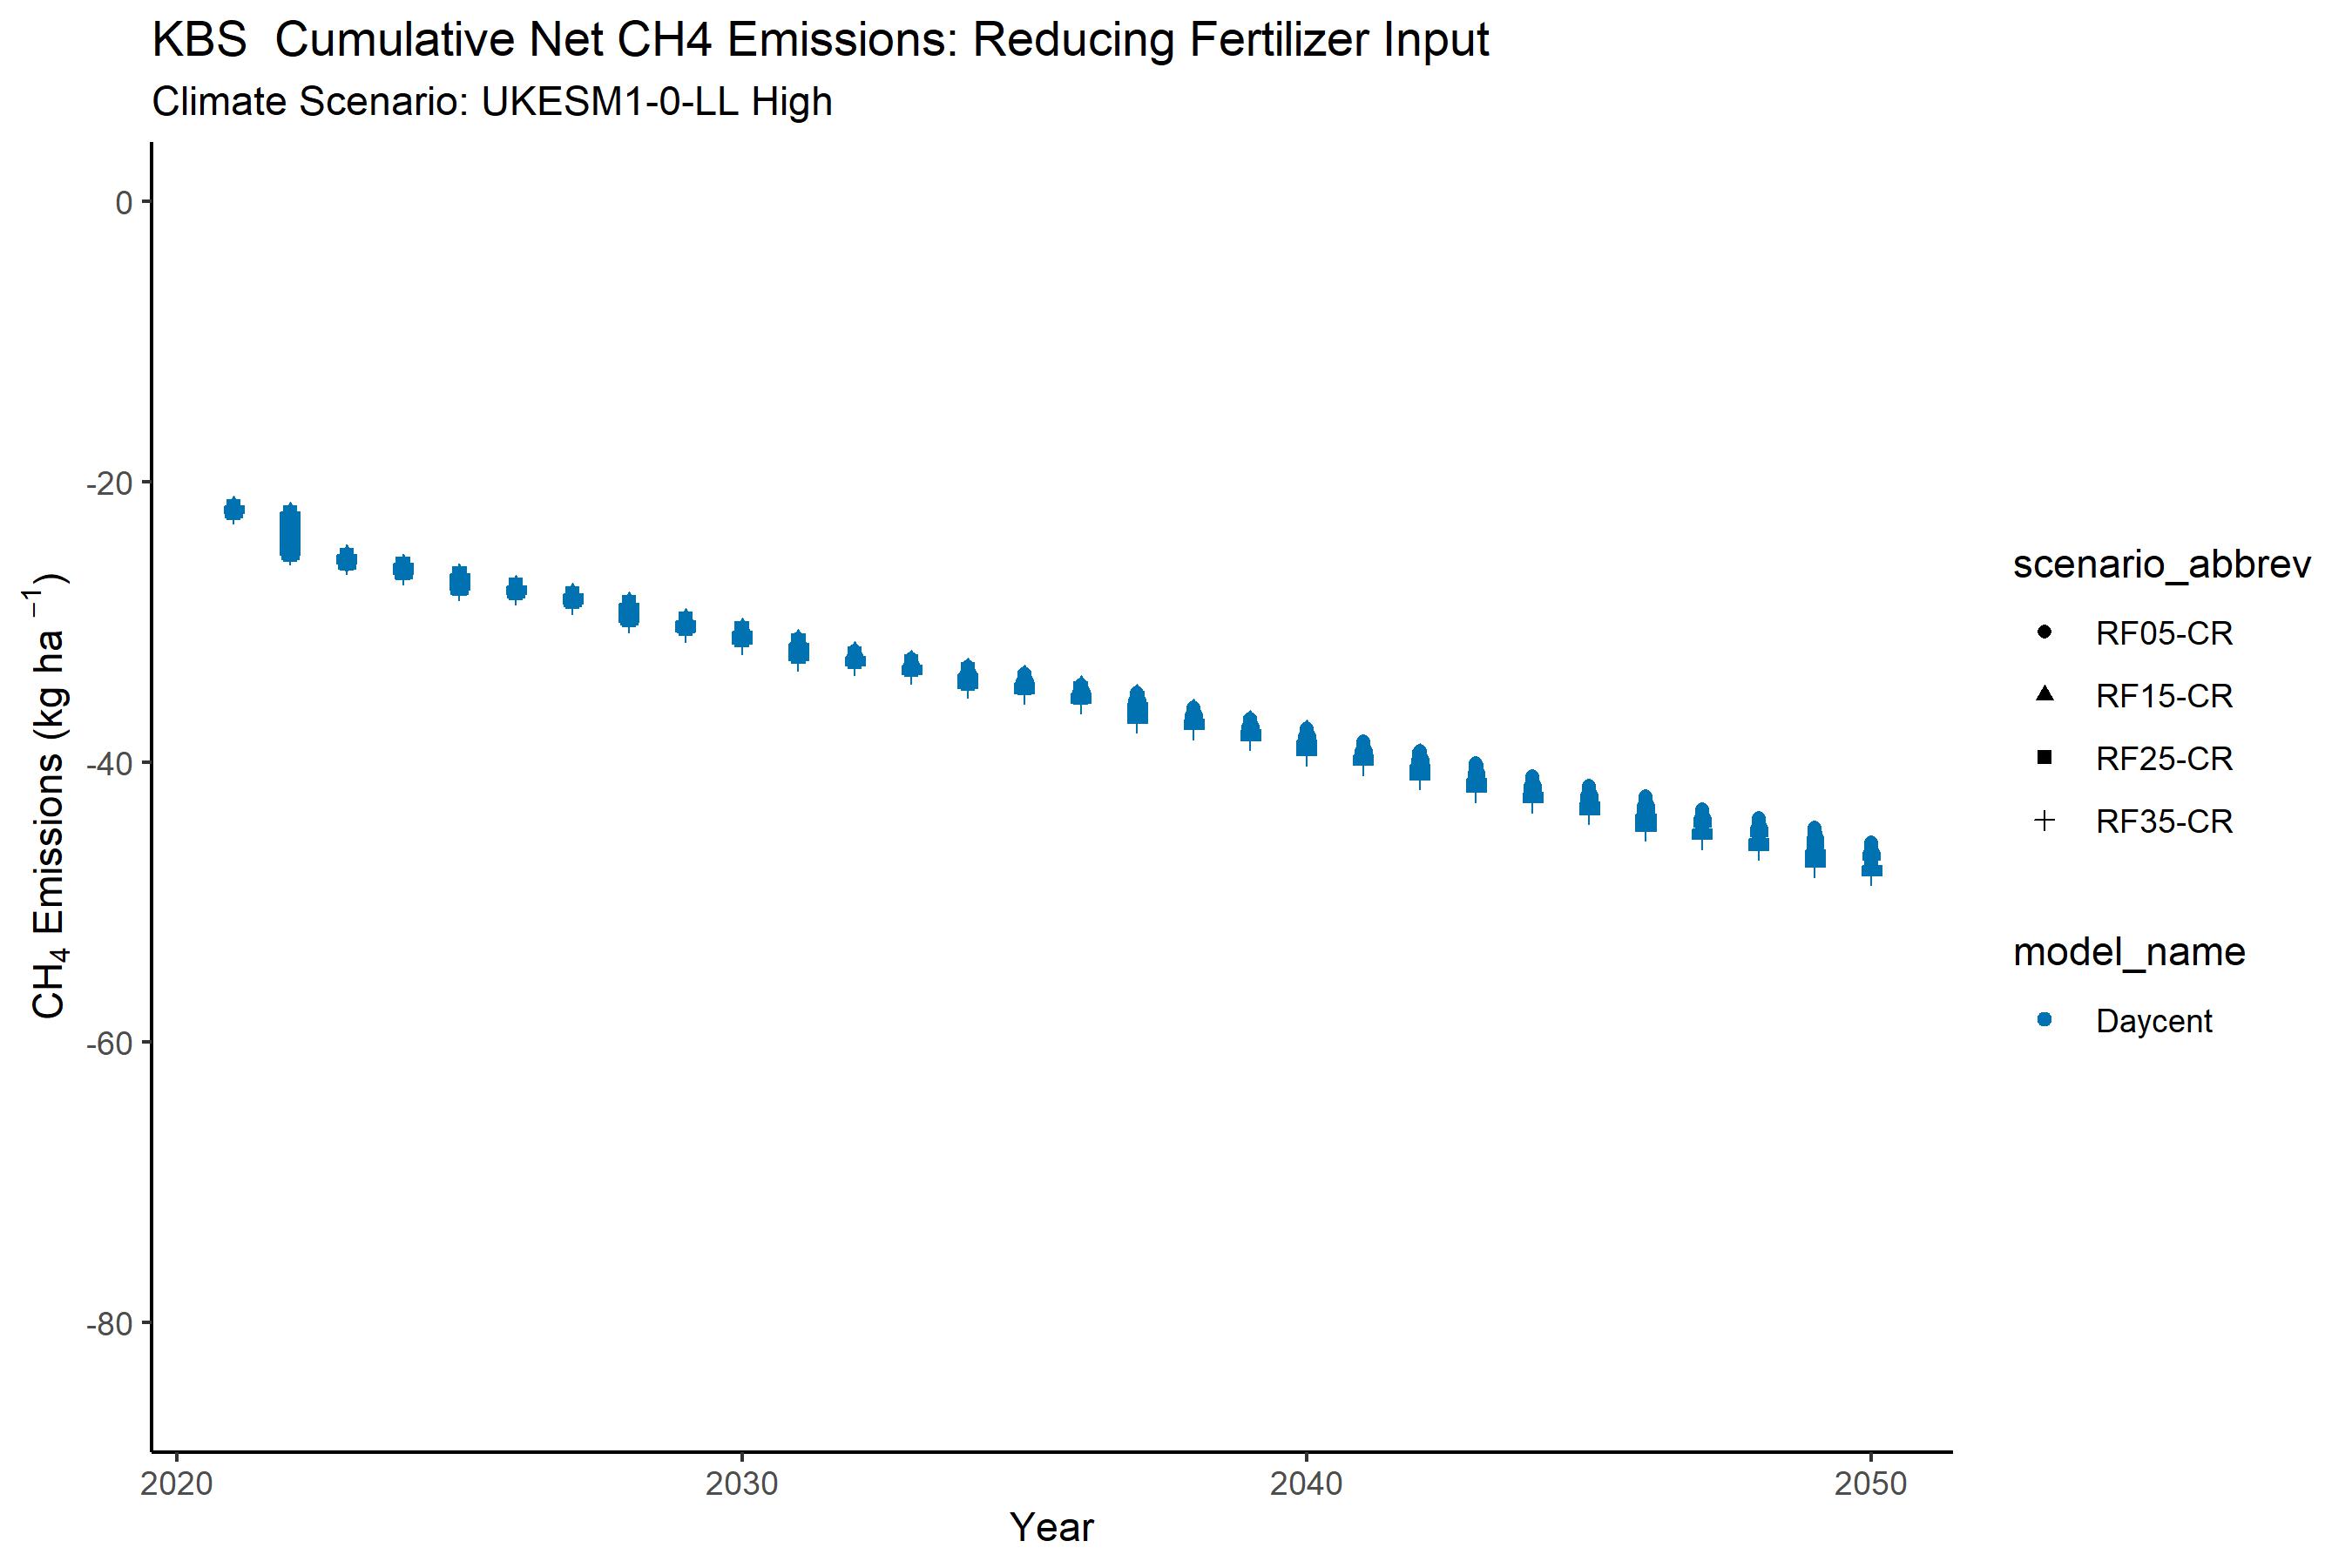 KBS  Cumulative Net CH4 Emissions: Reducing Fertilizer Input
Climate Scenario: UKESM1-0-LL High
CH₄ Emissions (kg ha ⁻¹)
0
-20
-40
-60
-80
2020 2030 2040 2050
Year
scenario_abbrev
RF05-CR
RF15-CR
RF25-CR
RF35-CR
model_name
Daycent